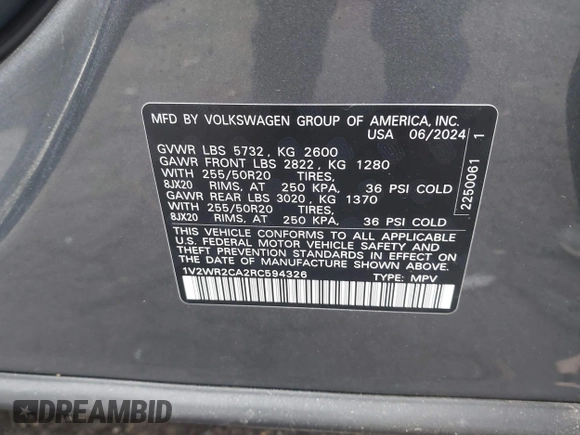 MFD BY VOLKSWAGEN GROUP OF AMERICA, INC.
USA 06/2024
GVWR LBS 5732, KG 2600
GAWR FRONT LBS 2822, KG 1280
WITH 255/50R20 TIRES,
8JX20 RIMS, AT 250 KPA, 36 PSI COLD
GAWR REAR LBS 3020, KG 1370
WITH 255/50R20 TIRES,
8JX20 RIMS, AT 250 KPA, 36 PSI COLD
THIS VEHICLE CONFORMS TO ALL APPLICABLE
U.S. FEDERAL MOTOR VEHICLE SAFETY AND
THEFT PREVENTION STANDARDS IN EFFECT ON
THE DATE OF MANUFACTURE SHOWN ABOVE.
1V2WR2CA2RC594326 TYPE: MPV
2250061 1
DREAMBID